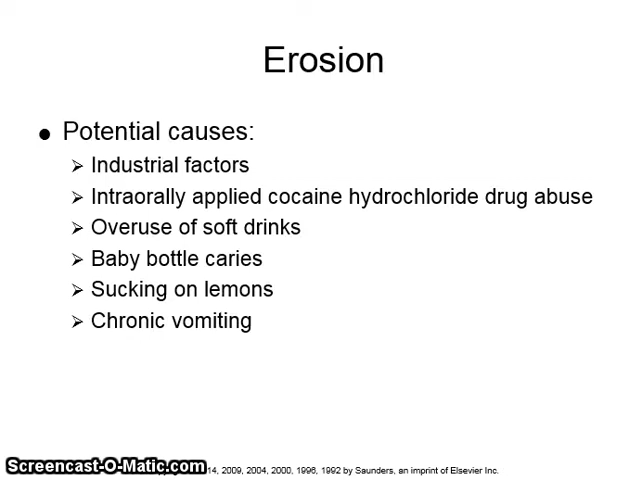 Erosion
● Potential causes:
➢ Industrial factors
➢ Intraorally applied cocaine hydrochloride drug abuse
➢ Overuse of soft drinks
➢ Baby bottle caries
➢ Sucking on lemons
➢ Chronic vomiting
Screencast-O-Matic.com 14, 2009, 2004, 2000, 1996, 1992 by Saunders, an imprint of Elsevier Inc.